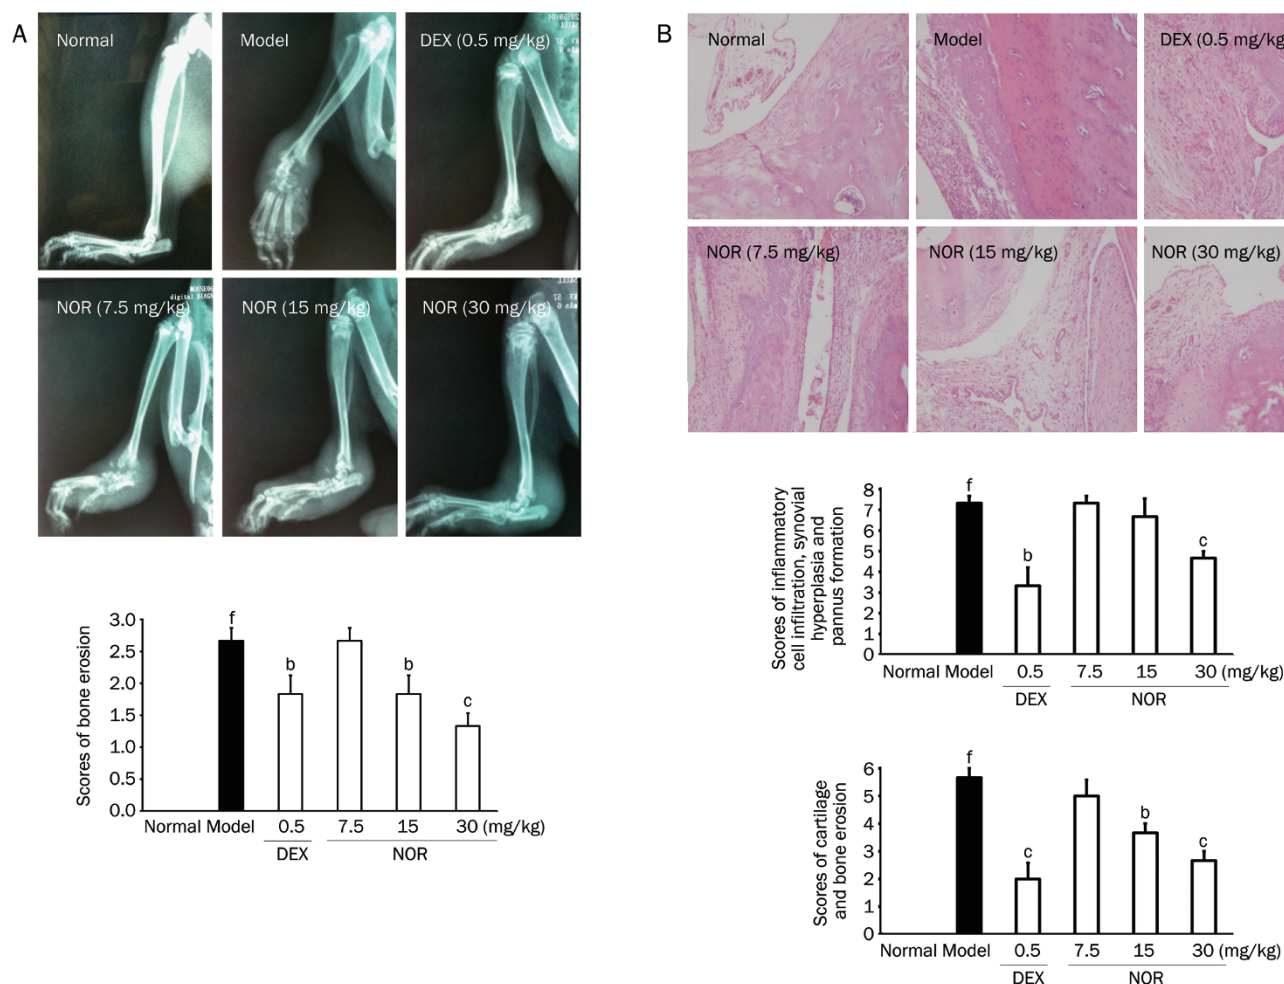 A
Normal
Model
DEX (0.5 mg/kg)
NOR (7.5 mg/kg)
digital
NOR (15 mg/kg)
NOR (30 mg/kg)
Scores of bone erosion
3.0
2.5
2.0
1.5
1.0
0.5
0.0
f
b
b
c
Normal Model 0.5 7.5 15 30 (mg/kg)
DEX NOR
B
Normal
Model
DEX (0.5 mg/kg
NOR (7.5 mg/kg)
NOR (15 mg/kg)
NOR (30 mg/kg)
Scores of inflammatory
cell infiltration, synovial
hyperplasia and
pannus formation
8
7
6
5
4
3
2
1
0
f
b
c
Normal Model 0.5 7.5 15 30 (mg/kg)
DEX NOR
Scores of cartilage
and bone erosion
6
5
4
3
2
1
0
f
c
b
c
Normal Model 0.5 7.5 15 30 (mg/kg)
DEX NOR